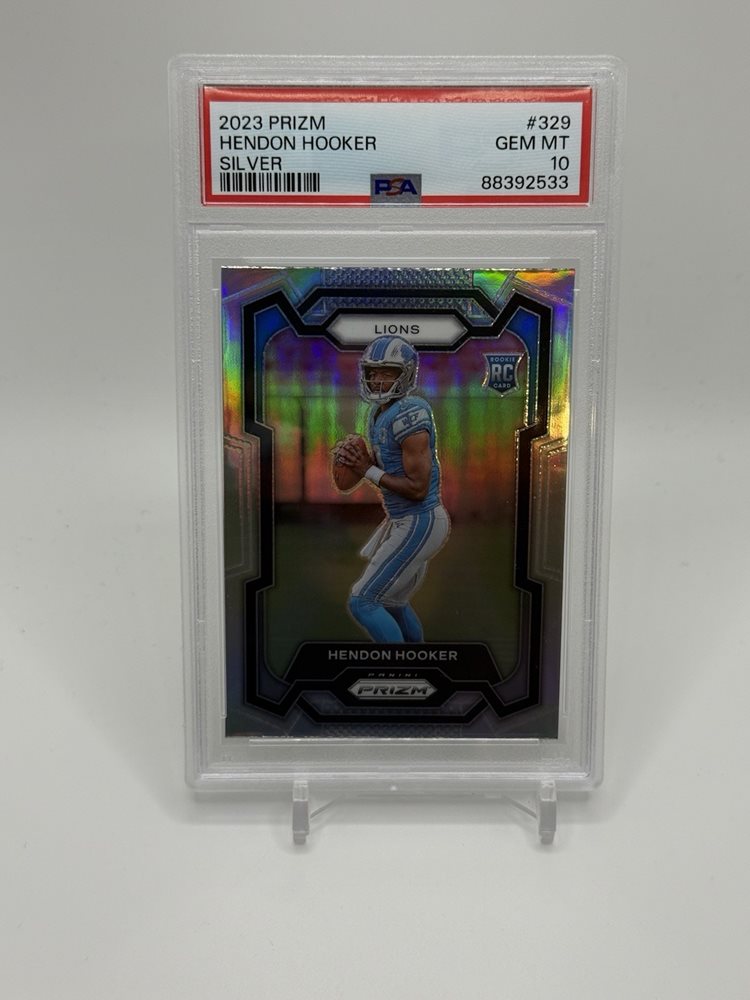 2023 PRIZM #329
HENDON HOOKER GEM MT
SILVER 10
PSA 88392533
LIONS
ROOKIE
RC
CARD
HENDON HOOKER
PANINI
PRIZM